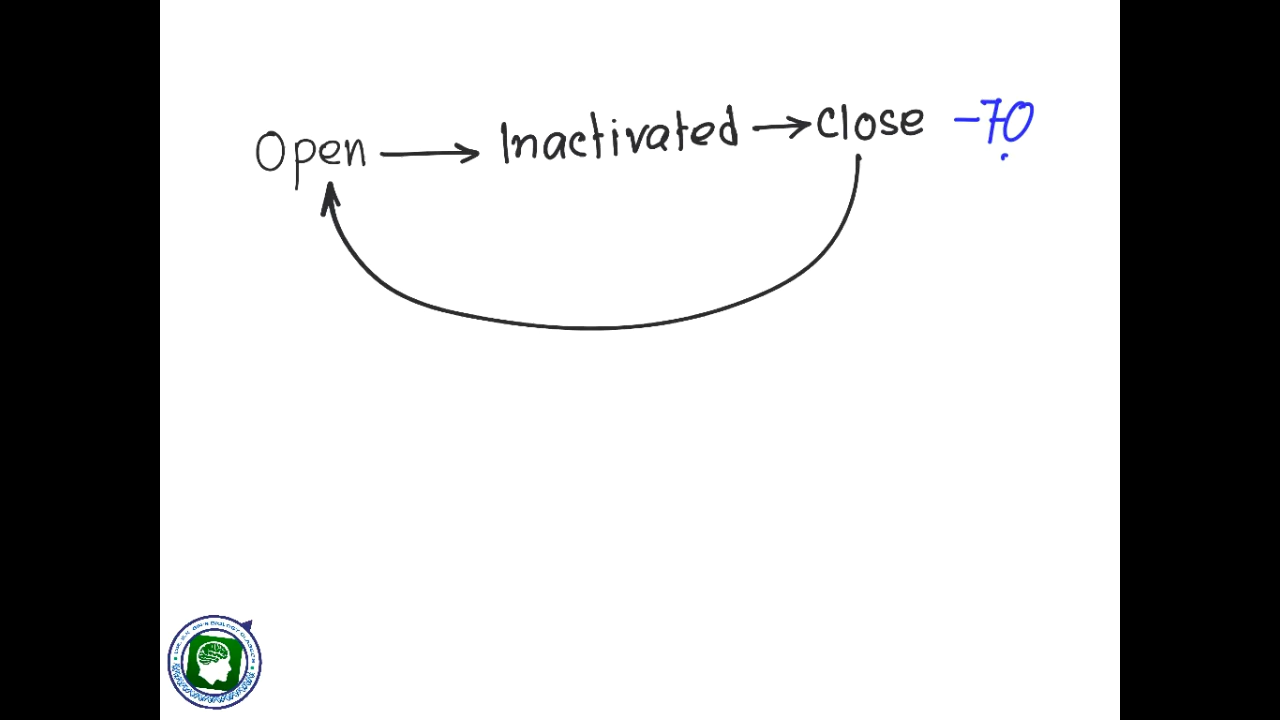 Open → Inactivated → Close -70